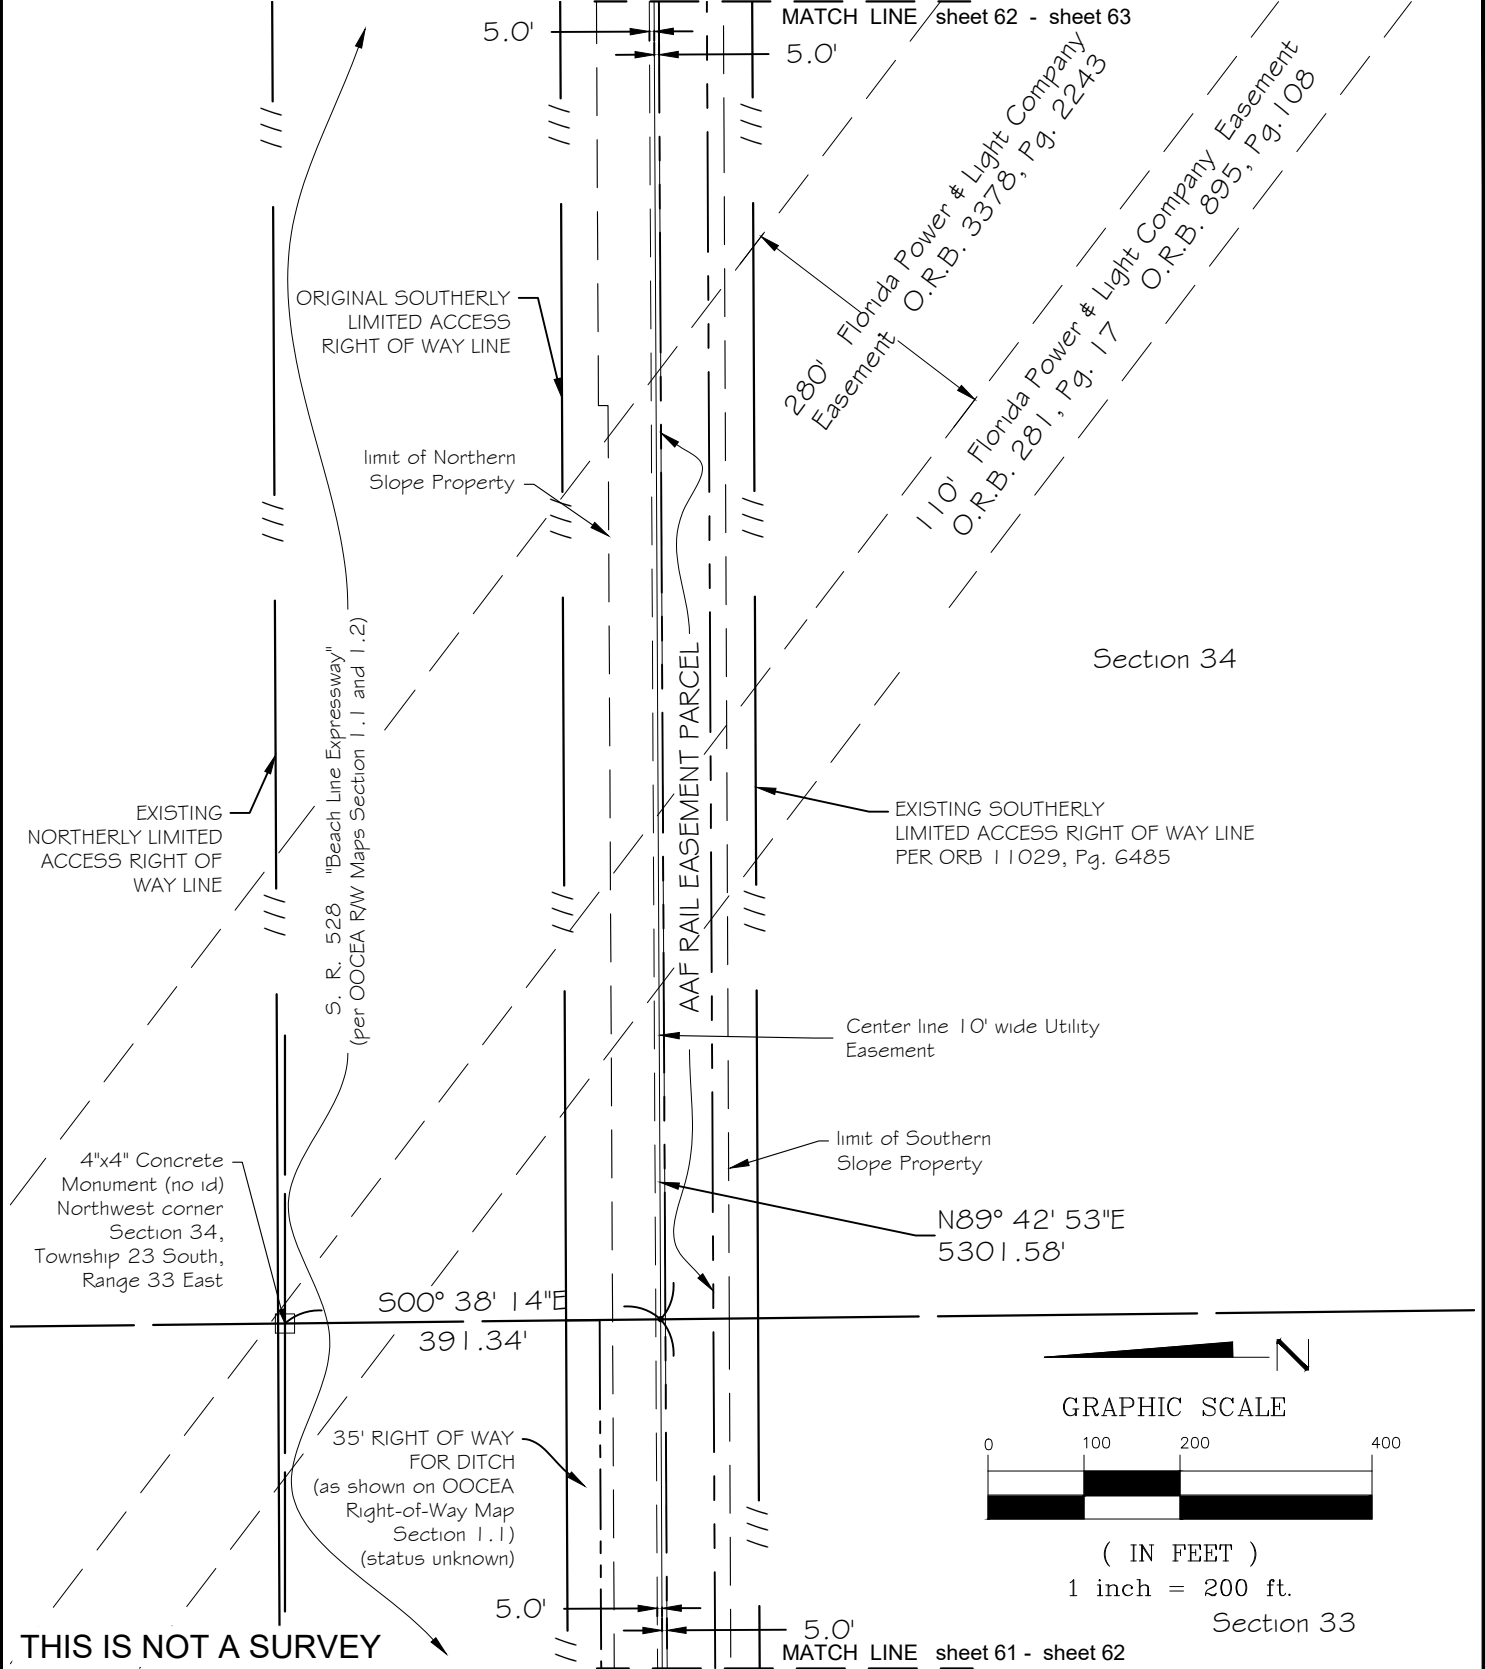 MATCH LINE sheet 62 - sheet 63
5.0'
5.0'
280' Florida Power & Light Company
Easement O.R.B. 3378, Pg. 2243
110' Florida Power & Light Company Easement
O.R.B. 281, Pg. 17 O.R.B. 895, Pg. 108
ORIGINAL SOUTHERLY
LIMITED ACCESS
RIGHT OF WAY LINE
limit of Northern
Slope Property
S. R. 528 "Beach Line Expressway"
(per OOCEA R/W Maps Section 1.1 and 1.2)
AAF RAIL EASEMENT PARCEL
Section 34
EXISTING
NORTHERLY LIMITED
ACCESS RIGHT OF
WAY LINE
EXISTING SOUTHERLY
LIMITED ACCESS RIGHT OF WAY LINE
PER ORB 11029, Pg. 6485
Center line 10' wide Utility
Easement
limit of Southern
Slope Property
4"x4" Concrete
Monument (no id)
Northwest corner
Section 34,
Township 23 South,
Range 33 East
N89° 42' 53"E
5301.58'
S00° 38' 14"E
391.34'
N
GRAPHIC SCALE
0 100 200 400
( IN FEET )
1 inch = 200 ft.
35' RIGHT OF WAY
FOR DITCH
(as shown on OOCEA
Right-of-Way Map
Section 1.1)
(status unknown)
Section 33
5.0'
5.0'
THIS IS NOT A SURVEY
MATCH LINE sheet 61 - sheet 62